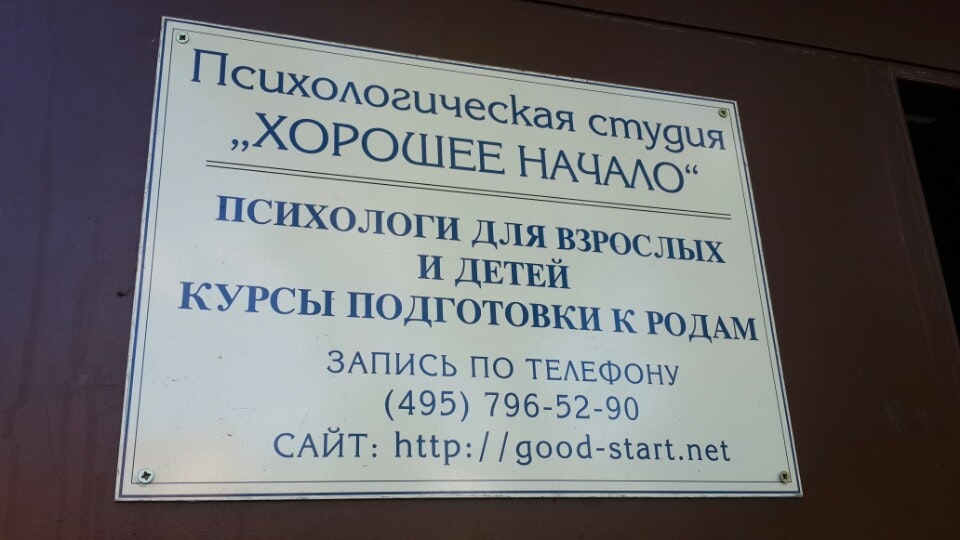 Психологическая студия
„ХОРОШЕЕ НАЧАЛО“
ПСИХОЛОГИ ДЛЯ ВЗРОСЛЫХ
И ДЕТЕЙ
КУРСЫ ПОДГОТОВКИ К РОДАМ
ЗАПИСЬ ПО ТЕЛЕФОНУ
(495) 796-52-90
САЙТ: http://good-start.net